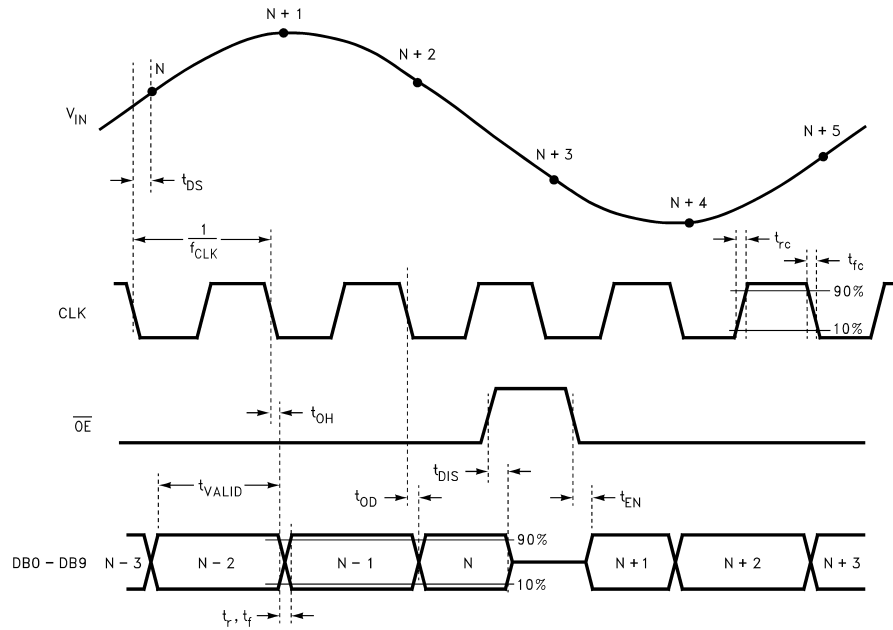 N + 1
N
N + 2
V_IN
N + 5
N + 3
t_DS
N + 4
1
f_CLK
t_rc
t_fc
90%
CLK
10%
t_OH
OE
t_DIS
t_VALID
t_OD
t_EN
90%
DB0 - DB9 N - 3 N - 2 N - 1 N N + 1 N + 2 N + 3
10%
t_r, t_f